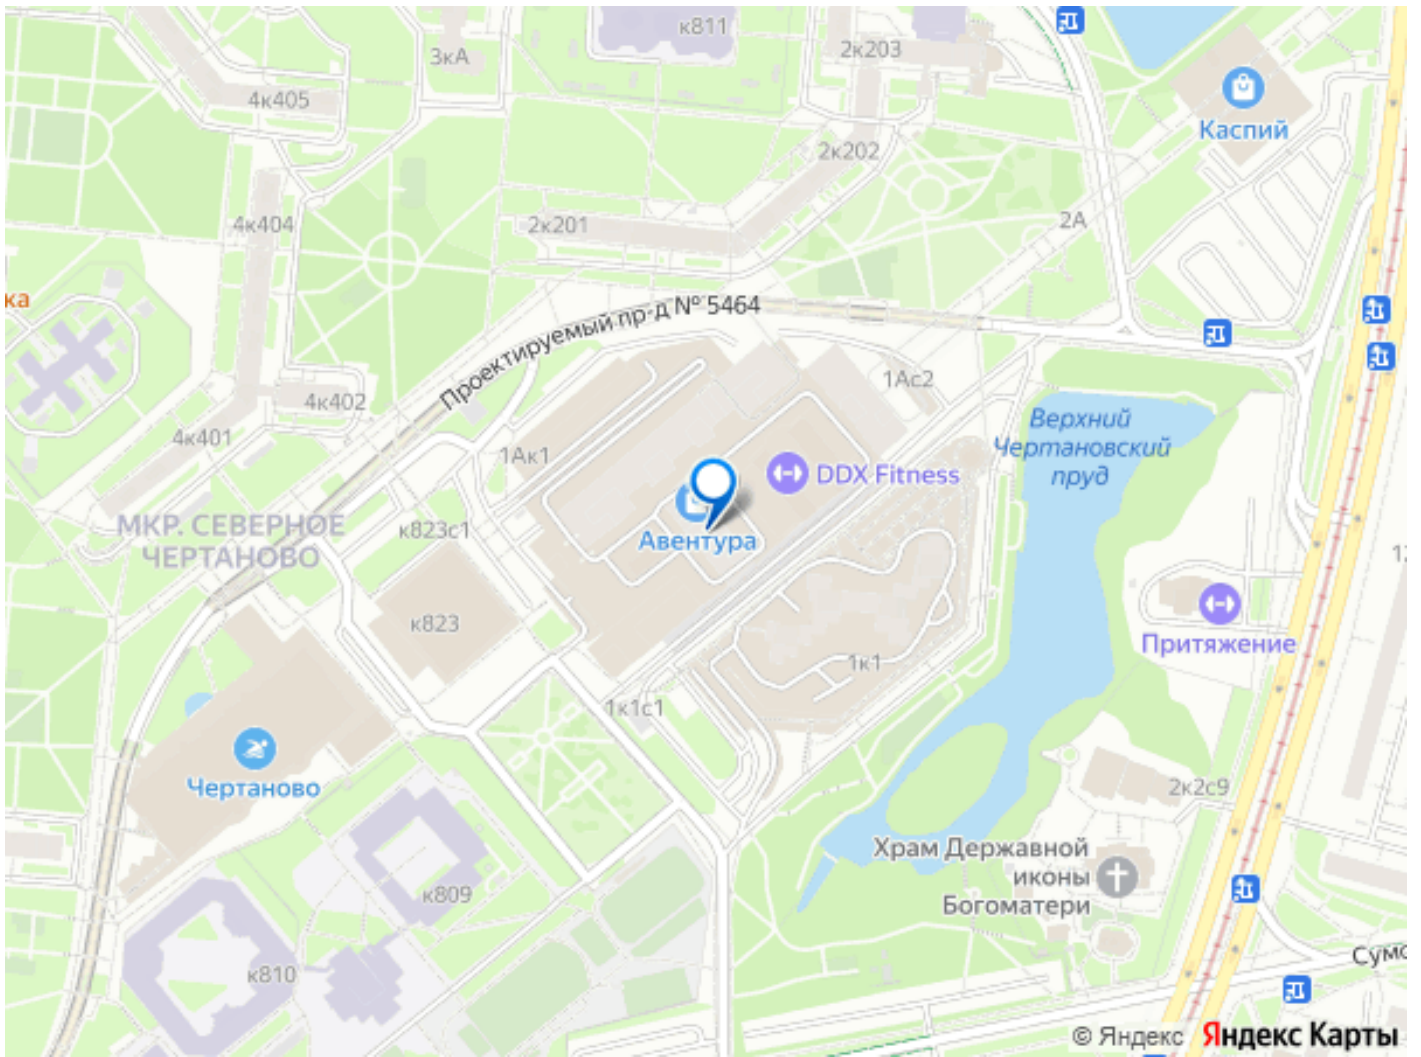 к811
3кА
2к203
4к405
Каспий
2к202
4к404
2к201
2А
ка
Проектируемый пр-д № 5464
1Ас2
4к402
Верхний
Чертановский
пруд
4к401
1Ак1
DDX Fitness
МКР. СЕВЕРНОЕ
ЧЕРТАНОВО
к823с1
Авентура
12
к823
Притяжение
1к1
1к1с1
Чертаново
2к2с9
Храм Державной
иконы
Богоматери
к809
к810
Сумс
© Яндекс Яндекс Карты